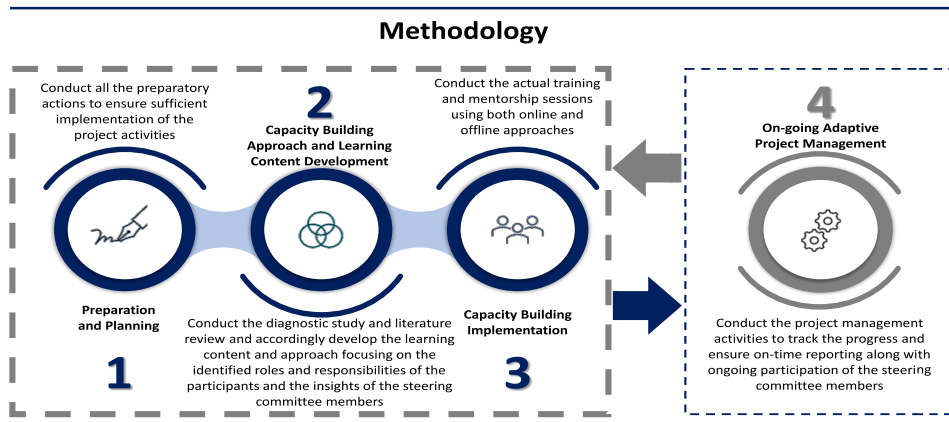 Methodology
Conduct all the preparatory
actions to ensure sufficient
implementation of the
project activities
Preparation
and Planning
1
2
Capacity Building
Approach and Learning
Content Development
Conduct the diagnostic study and literature
review and accordingly develop the learning
content and approach focusing on the
identified roles and responsibilities of the
participants and the insights of the steering
committee members
Conduct the actual training
and mentorship sessions
using both online and
offline approaches
Capacity Building
Implementation
3
4
On-going Adaptive
Project Management
Conduct the project management
activities to track the progress and
ensure on-time reporting along with
ongoing participation of the steering
committee members